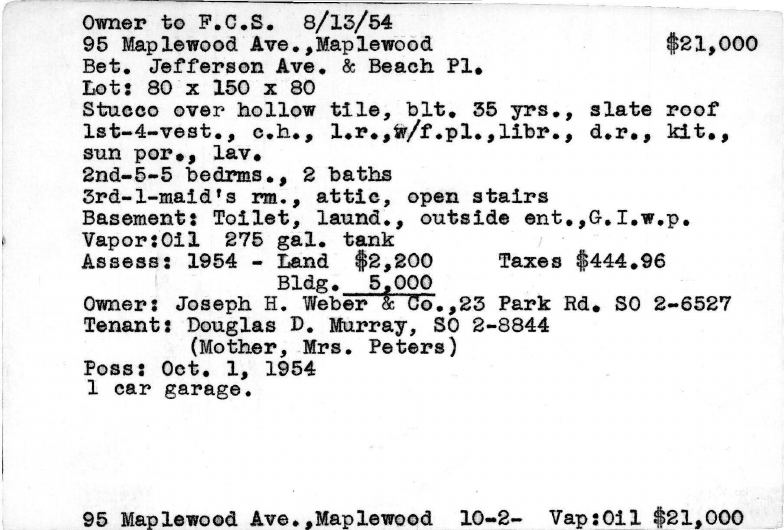 Owner to F.C.S. 8/13/54
95 Maplewood Ave.,Maplewood $21,000
Bet. Jefferson Ave. & Beach Pl.
Lot: 80 x 150 x 80
Stucco over hollow tile, blt. 35 yrs., slate roof
1st-4-vest., c.h., l.r.,w/f.pl.,libr., d.r., kit.,
sun por., lav.
2nd-5-5 bedrms., 2 baths
3rd-1-maid's rm., attic, open stairs
Basement: Toilet, laund., outside ent.,G.I.w.p.
Vapor:Oil 275 gal. tank
Assess: 1954 - Land $2,200 Taxes $444.96
Bldg. 5,000
Owner: Joseph H. Weber & Co.,23 Park Rd. SO 2-6527
Tenant: Douglas D. Murray, SO 2-8844
(Mother, Mrs. Peters)
Poss: Oct. 1, 1954
1 car garage.
95 Maplewood Ave.,Maplewood 10-2- Vap:Oil $21,000